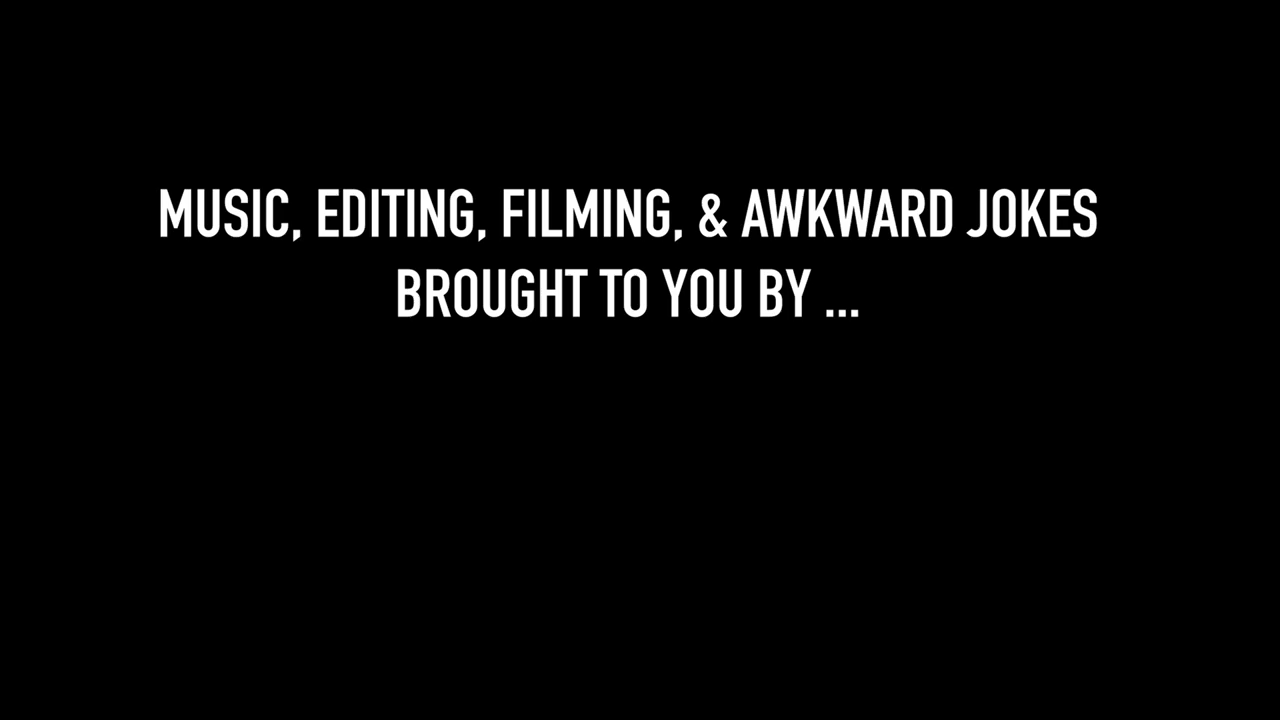 MUSIC, EDITING, FILMING, & AWKWARD JOKES
BROUGHT TO YOU BY ...